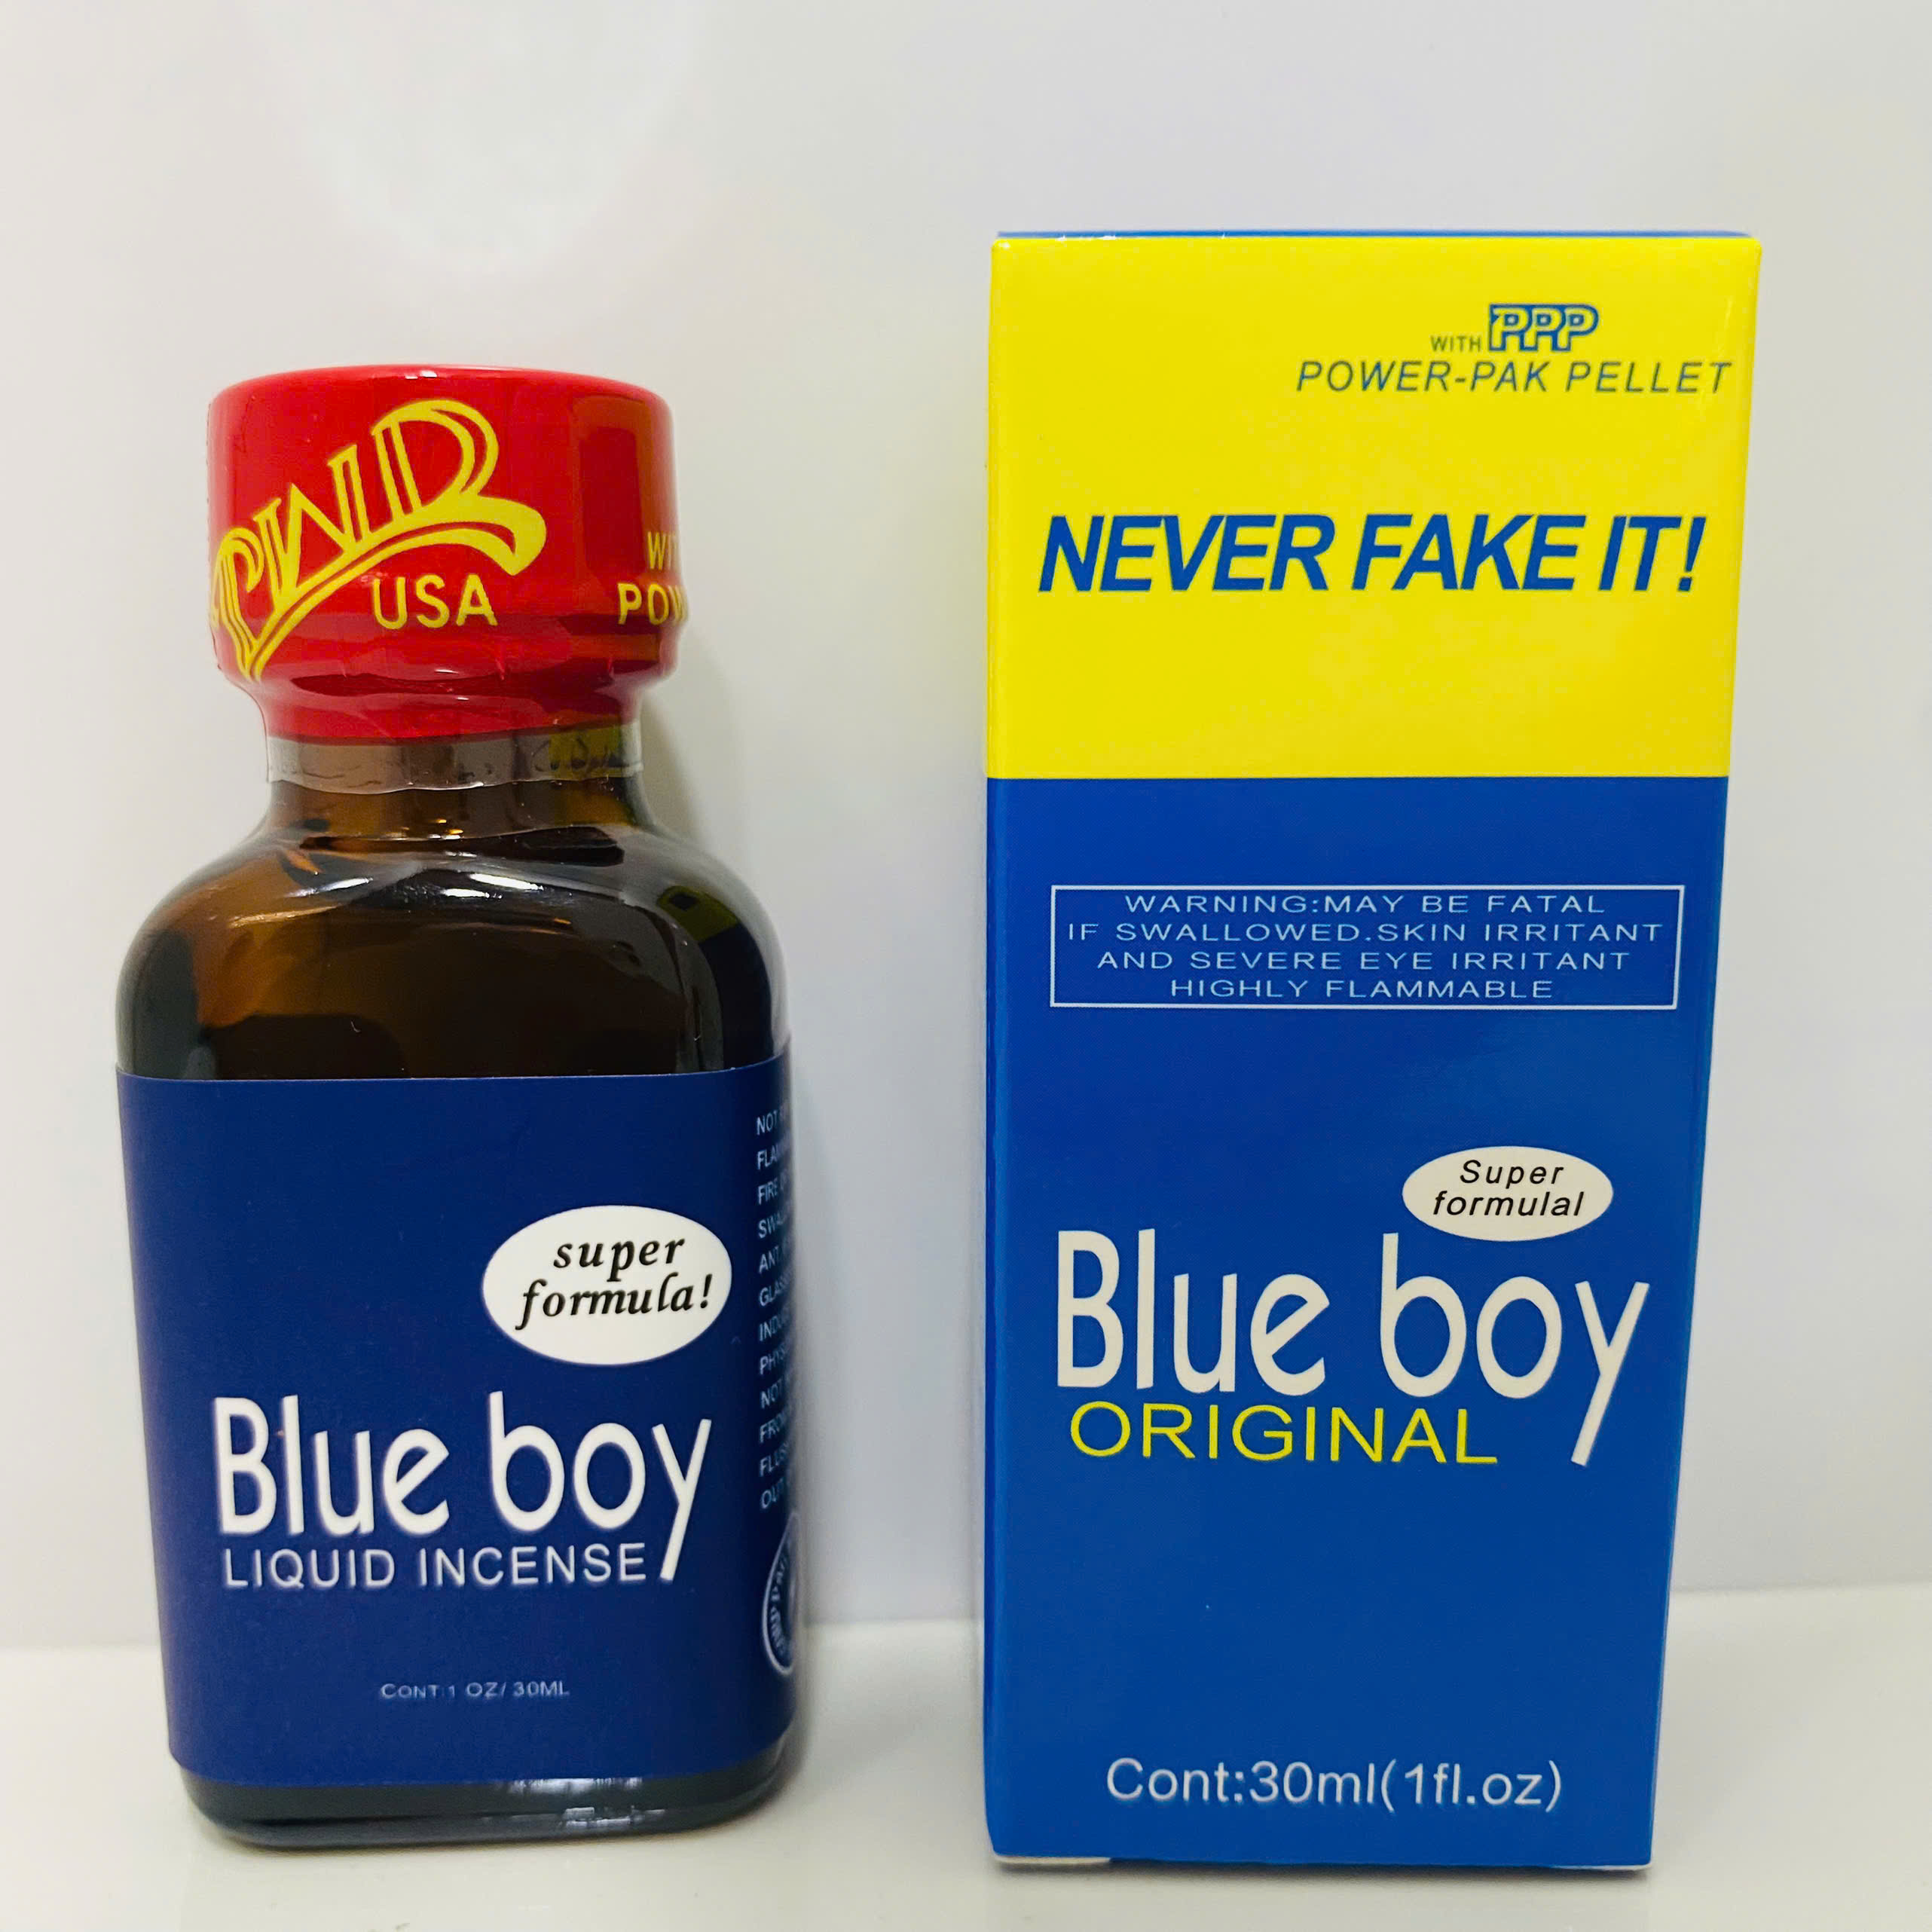 PWD
USA
super
formula!
Blue boy
LIQUID INCENSE
CONT:1 OZ/ 30ML
WITH PPP
POWER-PAK PELLET
NEVER FAKE IT!
WARNING:MAY BE FATAL
IF SWALLOWED.SKIN IRRITANT
AND SEVERE EYE IRRITANT
HIGHLY FLAMMABLE
Super
formulal
Blue boy
ORIGINAL
Cont:30ml(1fl.oz)